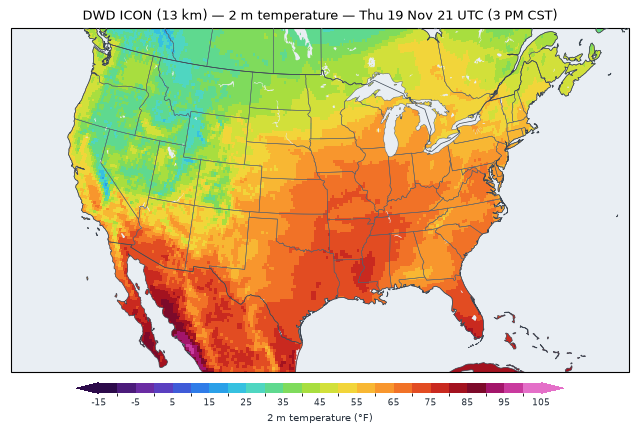 DWD ICON (13 km) — 2 m temperature — Thu 19 Nov 21 UTC (3 PM CST)
-15 -5 5 15 25 35 45 55 65 75 85 95 105
2 m temperature (°F)